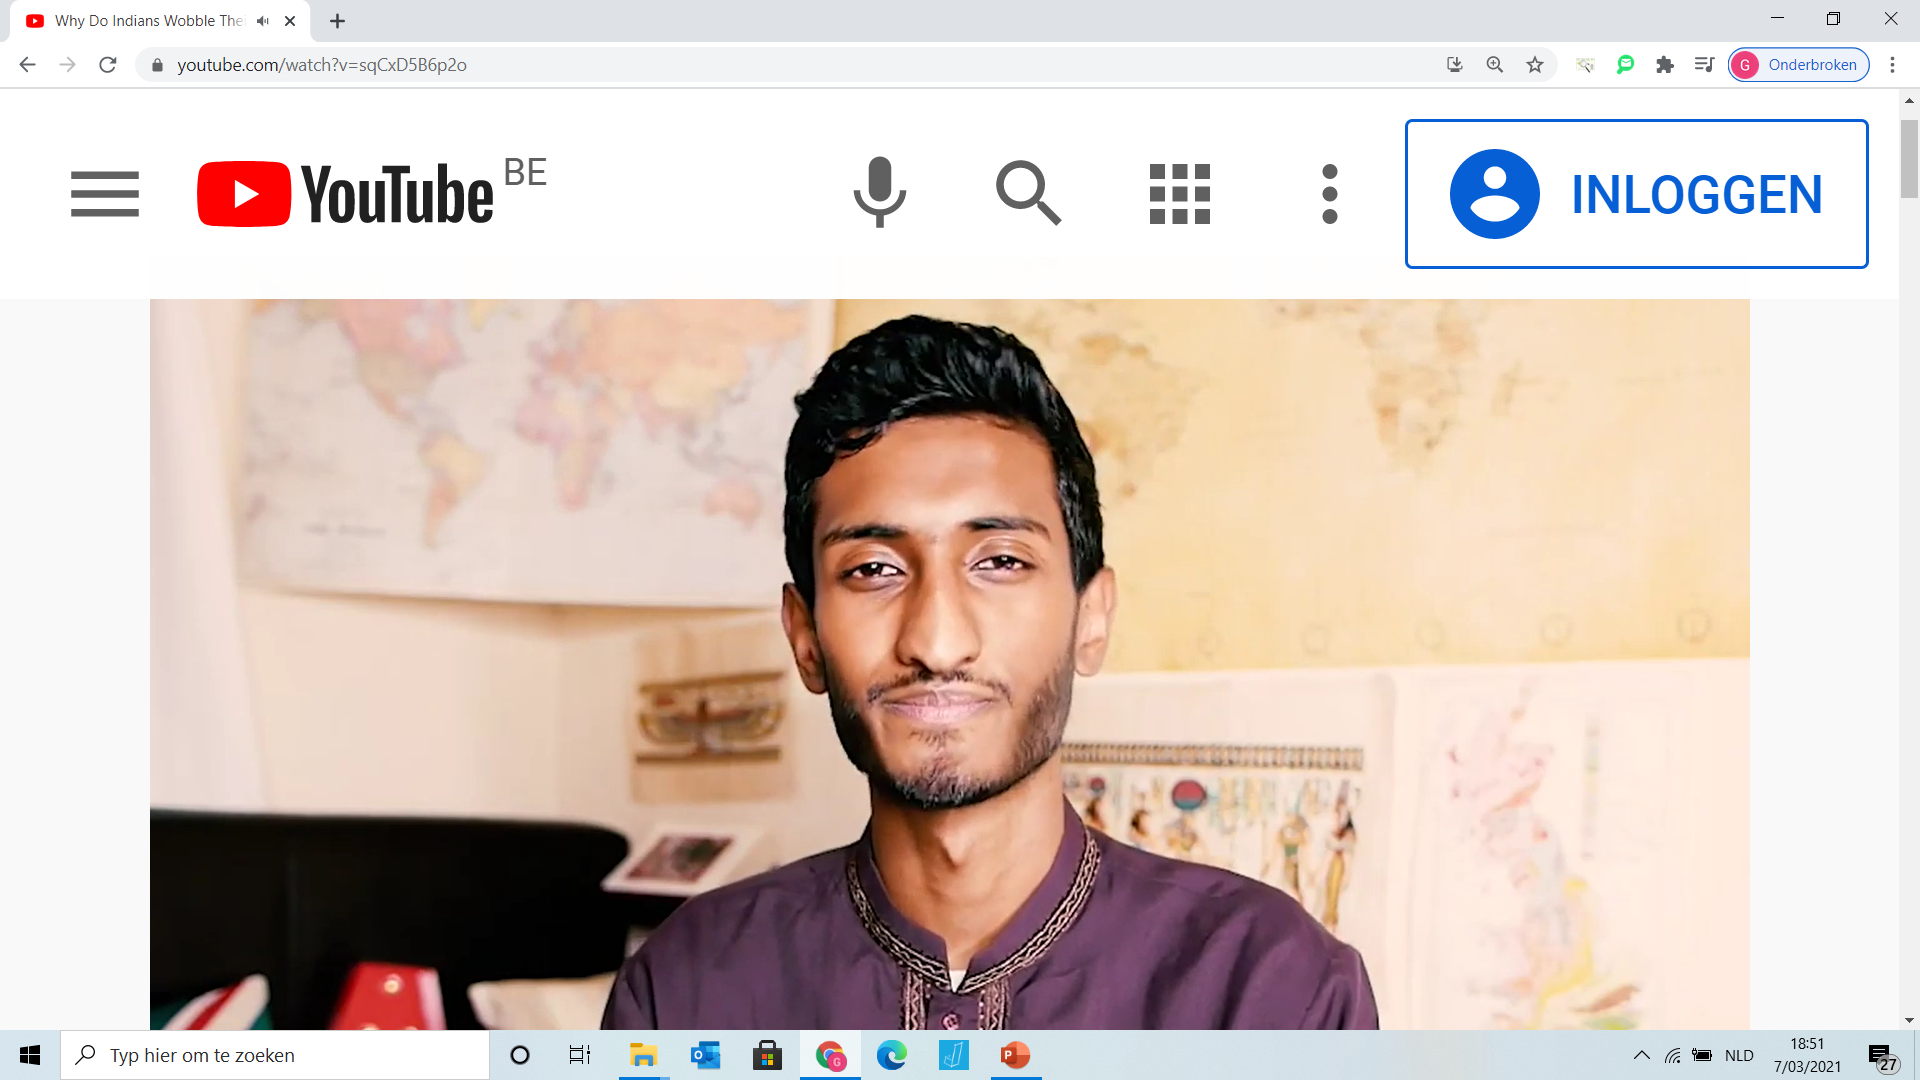 Why Do Indians Wobble The
youtube.com/watch?v=sqCxD5B6p2o
G Onderbroken
YouTube BE
INLOGGEN
Typ hier om te zoeken
NLD
18:51
7/03/2021
27